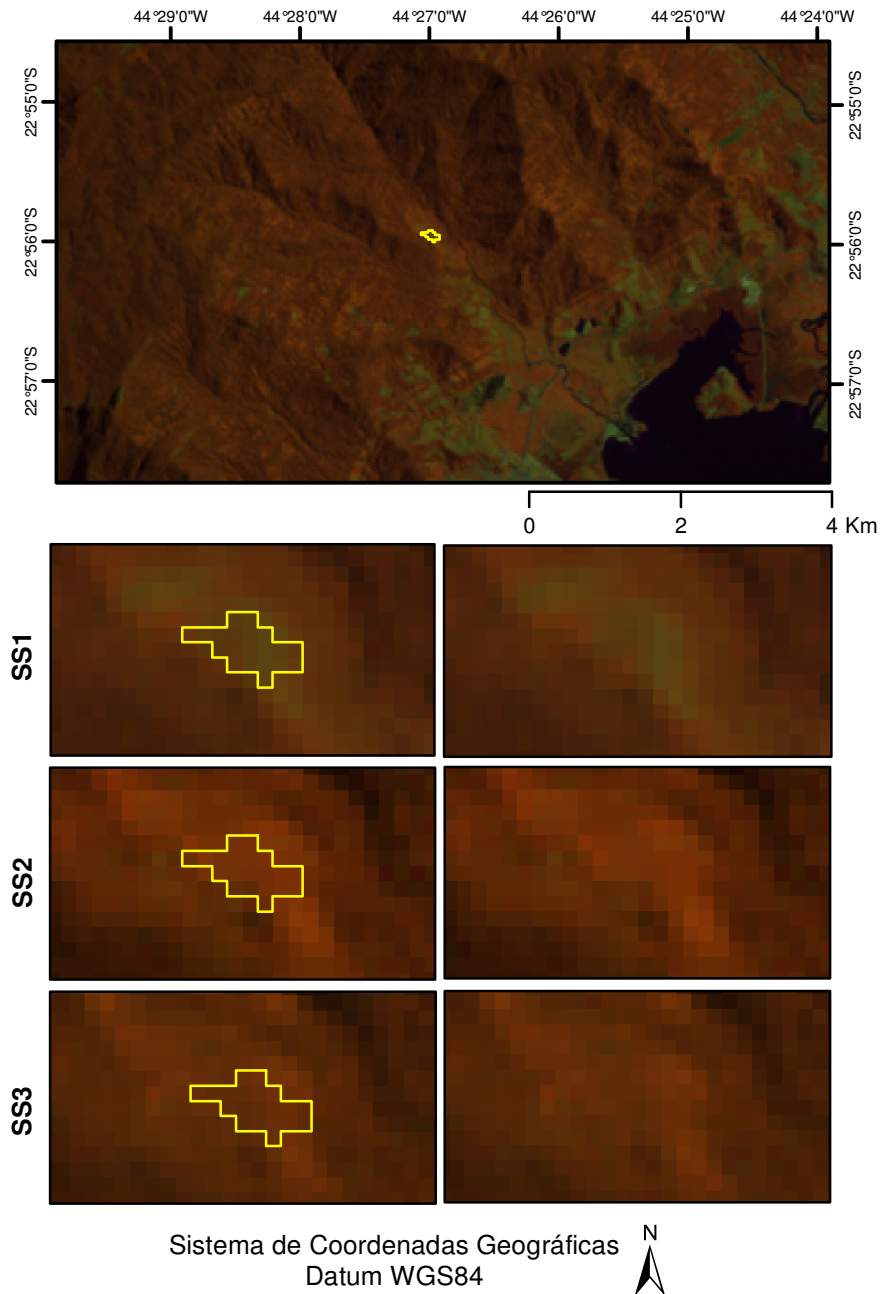 44°29'0"W 44°28'0"W 44°27'0"W 44°26'0"W 44°25'0"W 44°24'0"W
22°55'0"S 22°55'0"S
22°56'0"S 22°56'0"S
22°57'0"S 22°57'0"S
0 2 4 Km
SS1
SS2
SS3
Sistema de Coordenadas Geográficas
Datum WGS84
N